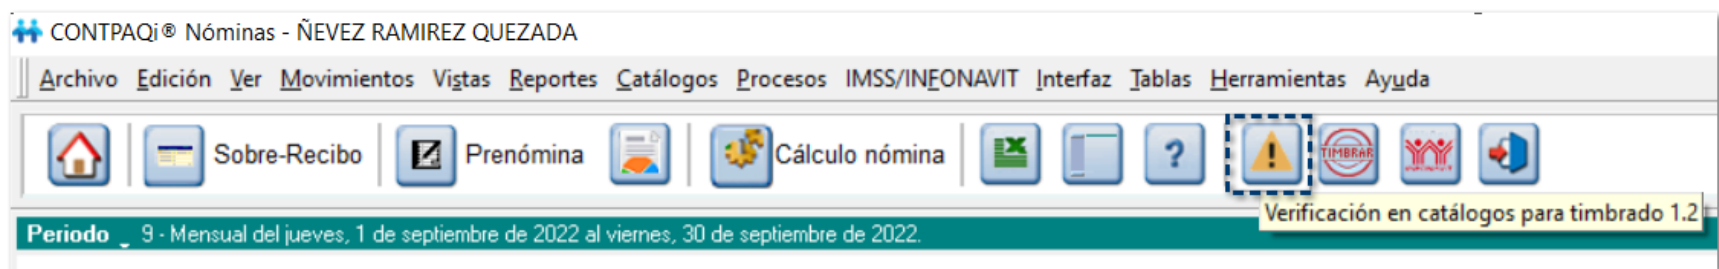 CONTPAQi® Nóminas - ÑEVEZ RAMIREZ QUEZADA
Archivo Edición Ver Movimientos Vistas Reportes Catálogos Procesos IMSS/INFONAVIT Interfaz Tablas Herramientas Ayuda
Sobre-Recibo Prenómina Cálculo nómina ? TIMBRAR
Verificación en catálogos para timbrado 1.2
Periodo 9 - Mensual del jueves, 1 de septiembre de 2022 al viernes, 30 de septiembre de 2022.